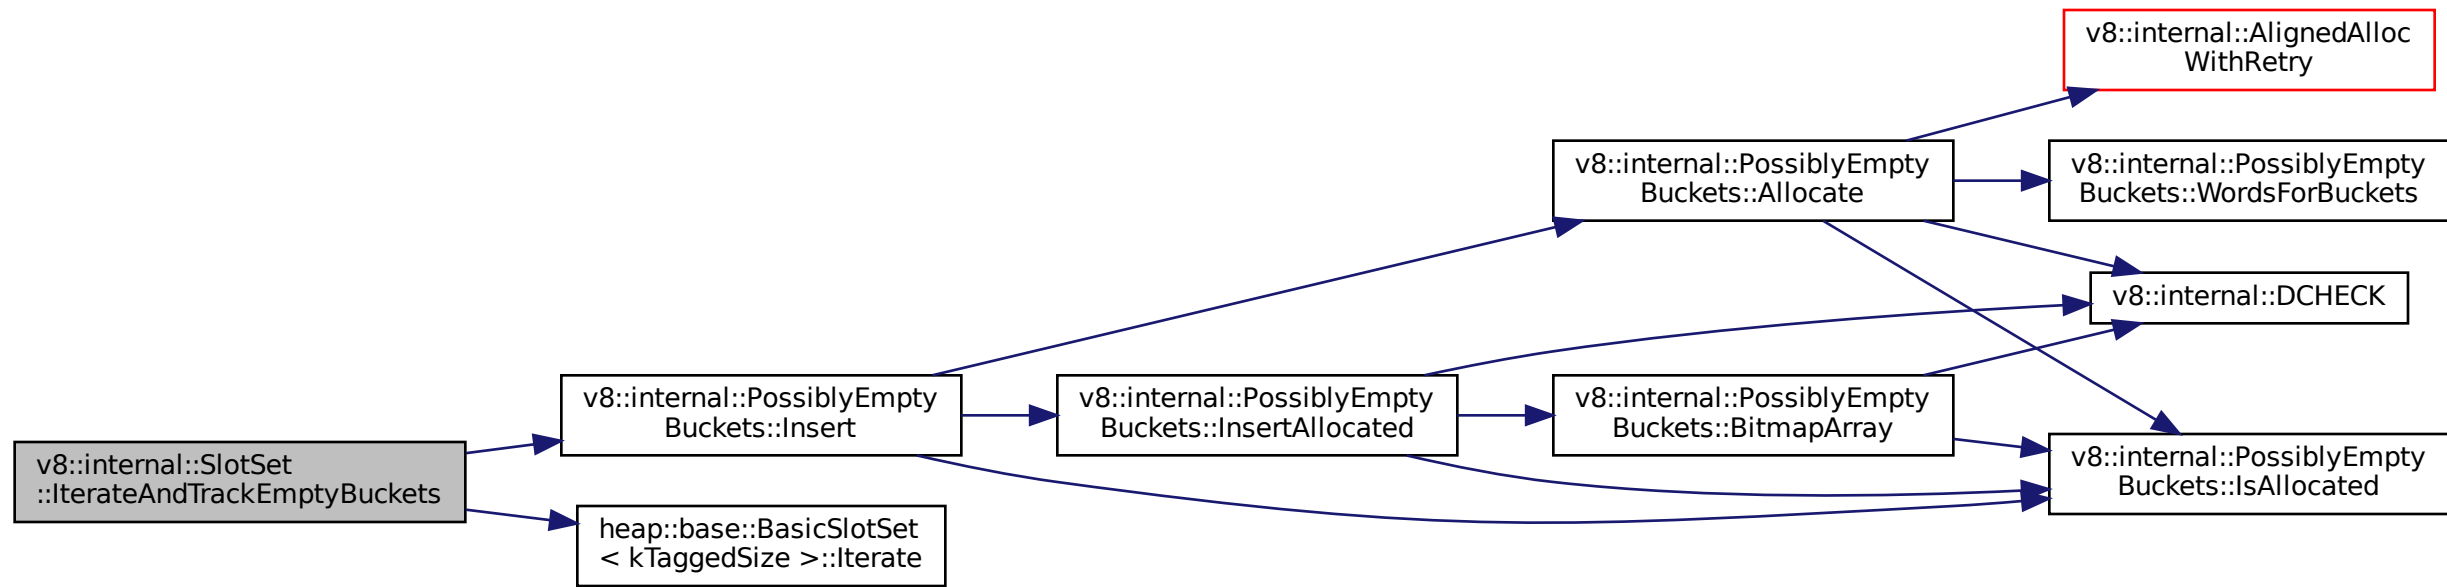 v8::internal::AlignedAlloc
WithRetry
v8::internal::PossiblyEmpty
Buckets::Allocate
v8::internal::PossiblyEmpty
Buckets::WordsForBuckets
v8::internal::DCHECK
v8::internal::PossiblyEmpty
Buckets::Insert
v8::internal::PossiblyEmpty
Buckets::InsertAllocated
v8::internal::PossiblyEmpty
Buckets::BitmapArray
v8::internal::SlotSet
::IterateAndTrackEmptyBuckets
v8::internal::PossiblyEmpty
Buckets::IsAllocated
heap::base::BasicSlotSet
< kTaggedSize >::Iterate